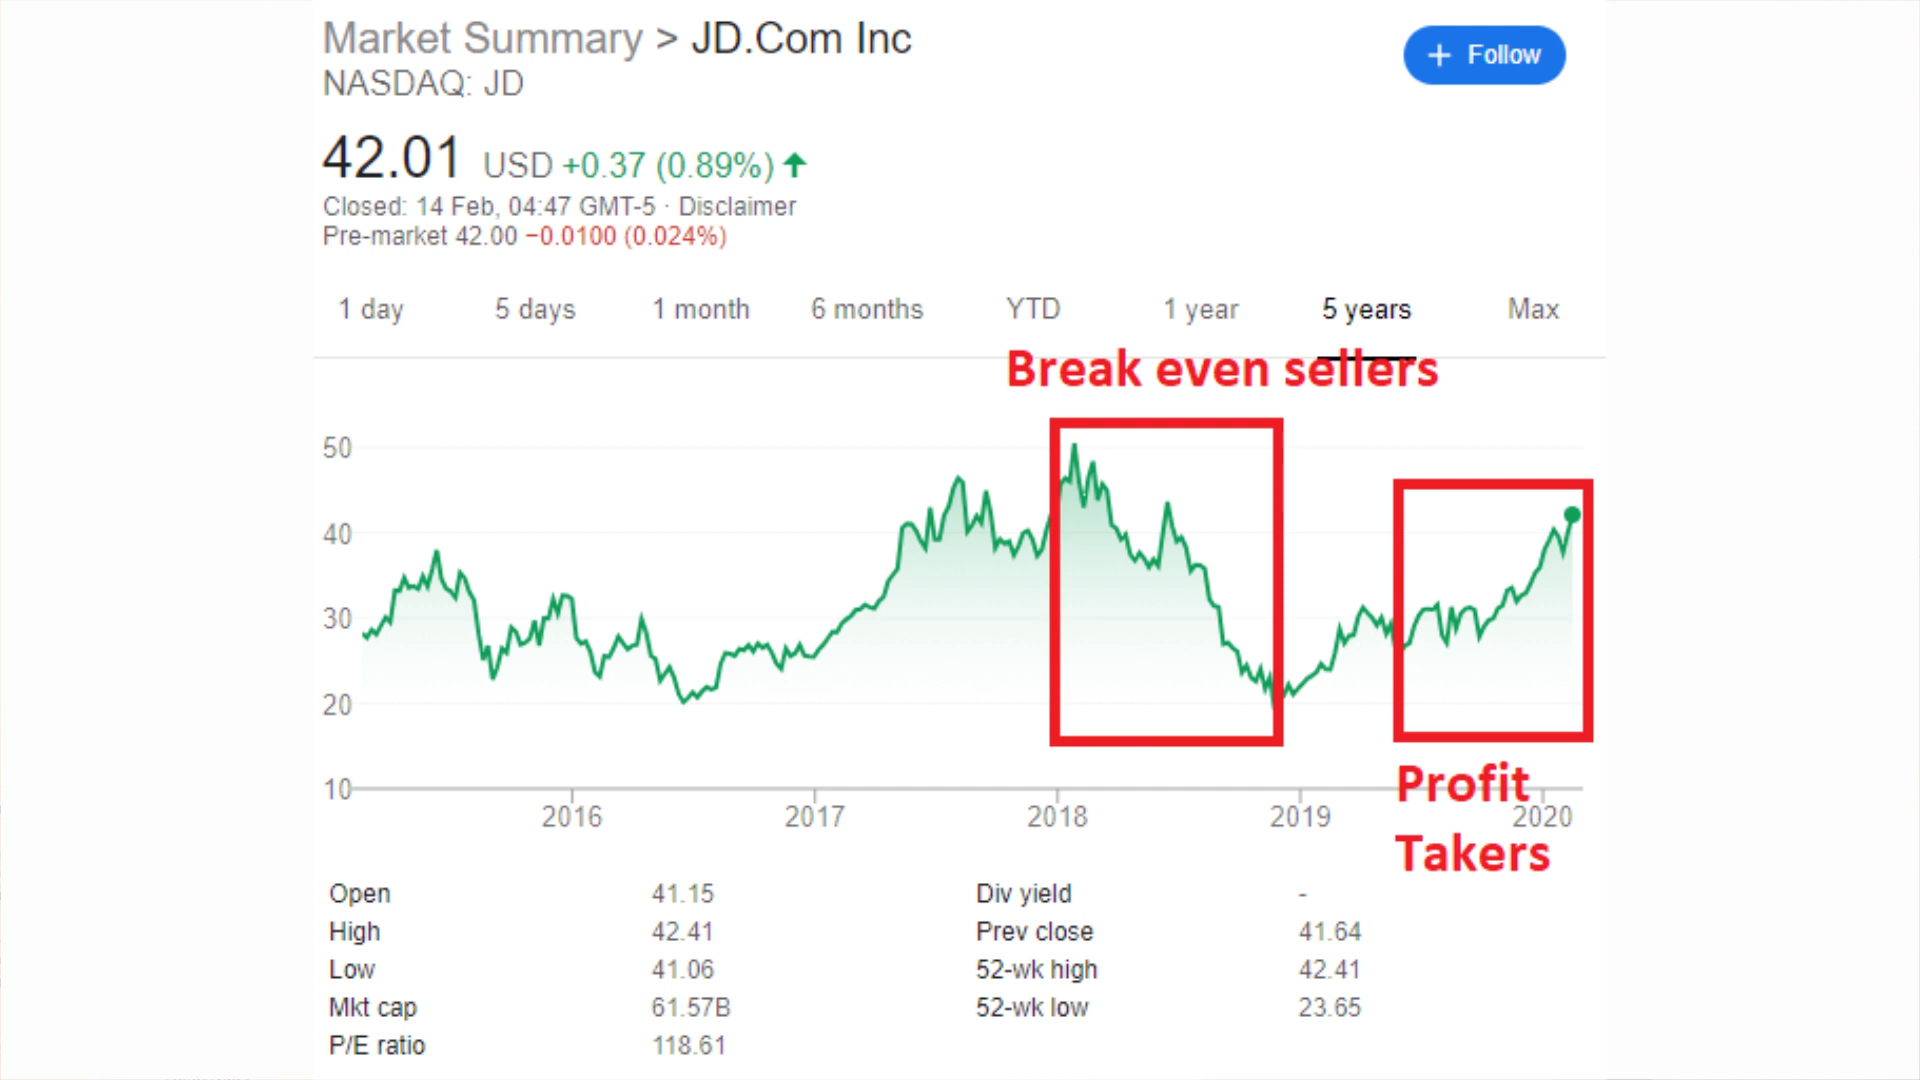 Market Summary > JD.Com Inc
NASDAQ: JD
+ Follow
42.01 USD +0.37 (0.89%) ↑
Closed: 14 Feb, 04:47 GMT-5 · Disclaimer
Pre-market 42.00 −0.0100 (0.024%)
1 day 5 days 1 month 6 months YTD 1 year 5 years Max
Break even sellers
50
40
30
20
10
2016 2017 2018 2019 2020
Profit
Takers
Open 41.15 Div yield -
High 42.41 Prev close 41.64
Low 41.06 52-wk high 42.41
Mkt cap 61.57B 52-wk low 23.65
P/E ratio 118.61